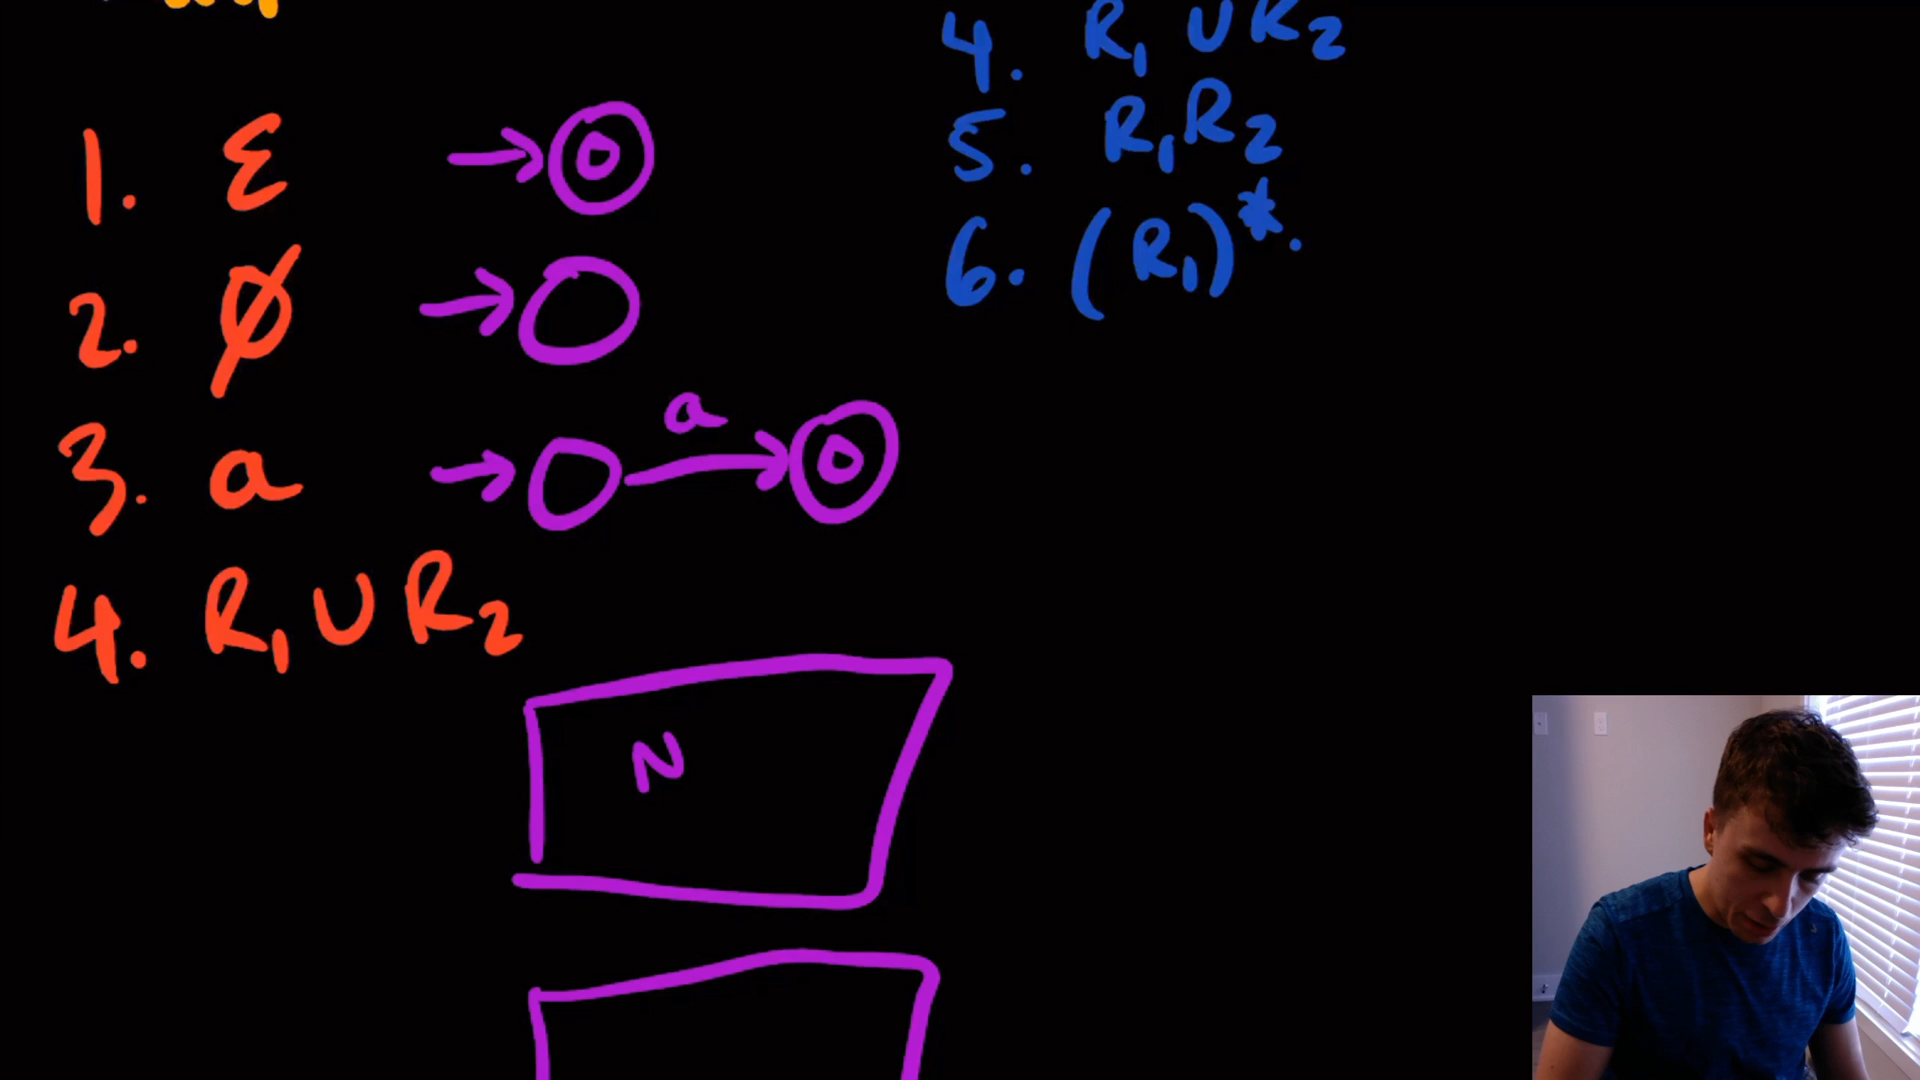 4. R₁ ∪ R₂
5. R₁R₂
6. (R₁)*.
1. ε
2. ∅
3. a
a
4. R₁ ∪ R₂
N